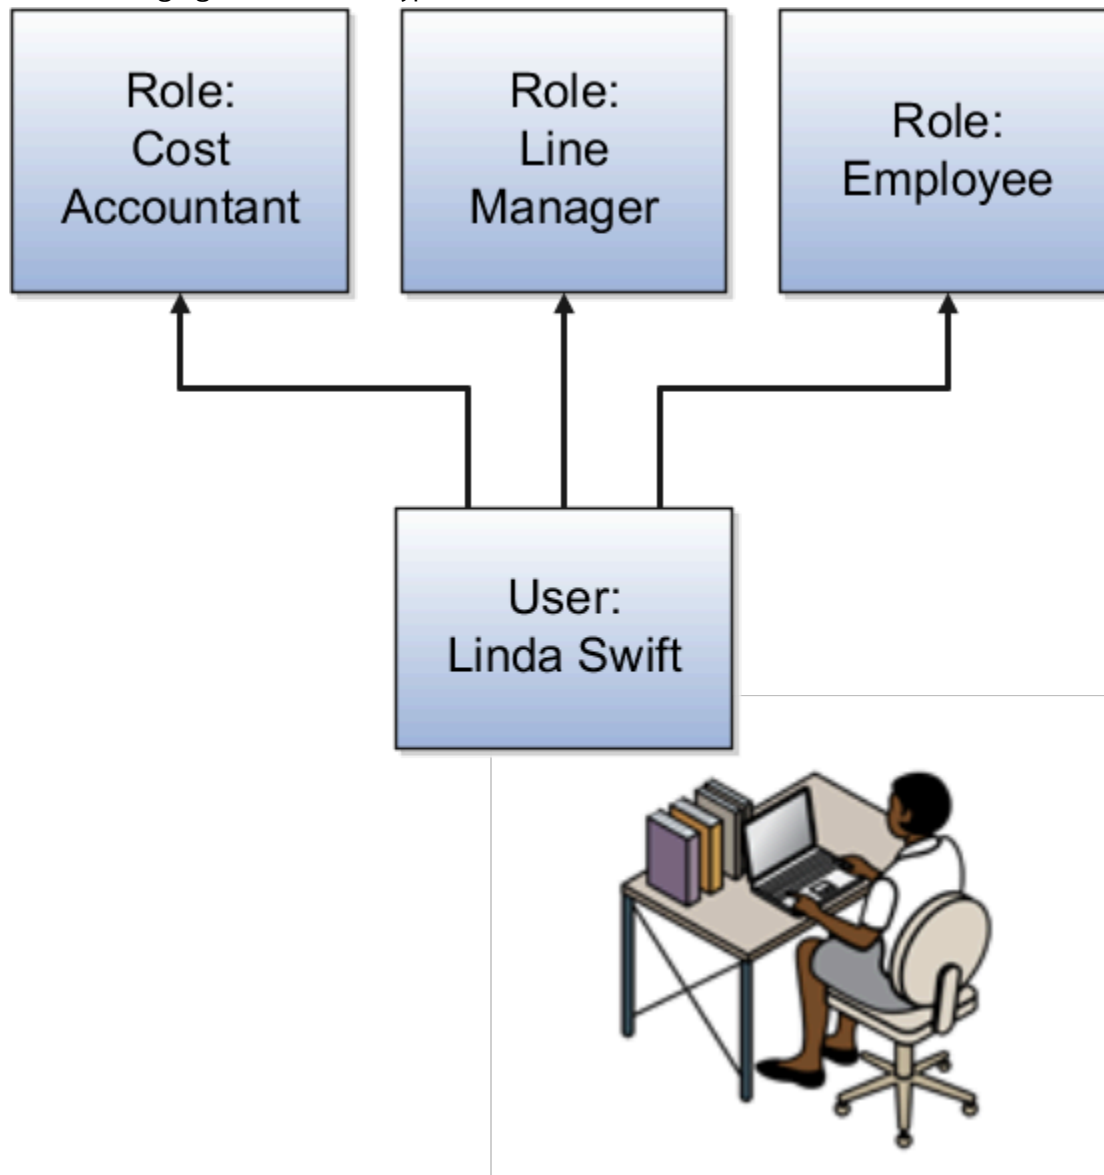 Role:
Cost
Accountant
Role:
Line
Manager
Role:
Employee
User:
Linda Swift